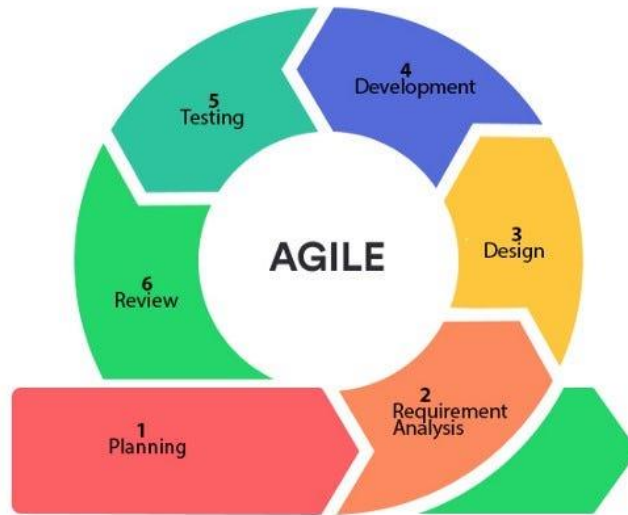 AGILE
1
Planning
2
Requirement
Analysis
3
Design
4
Development
5
Testing
6
Review